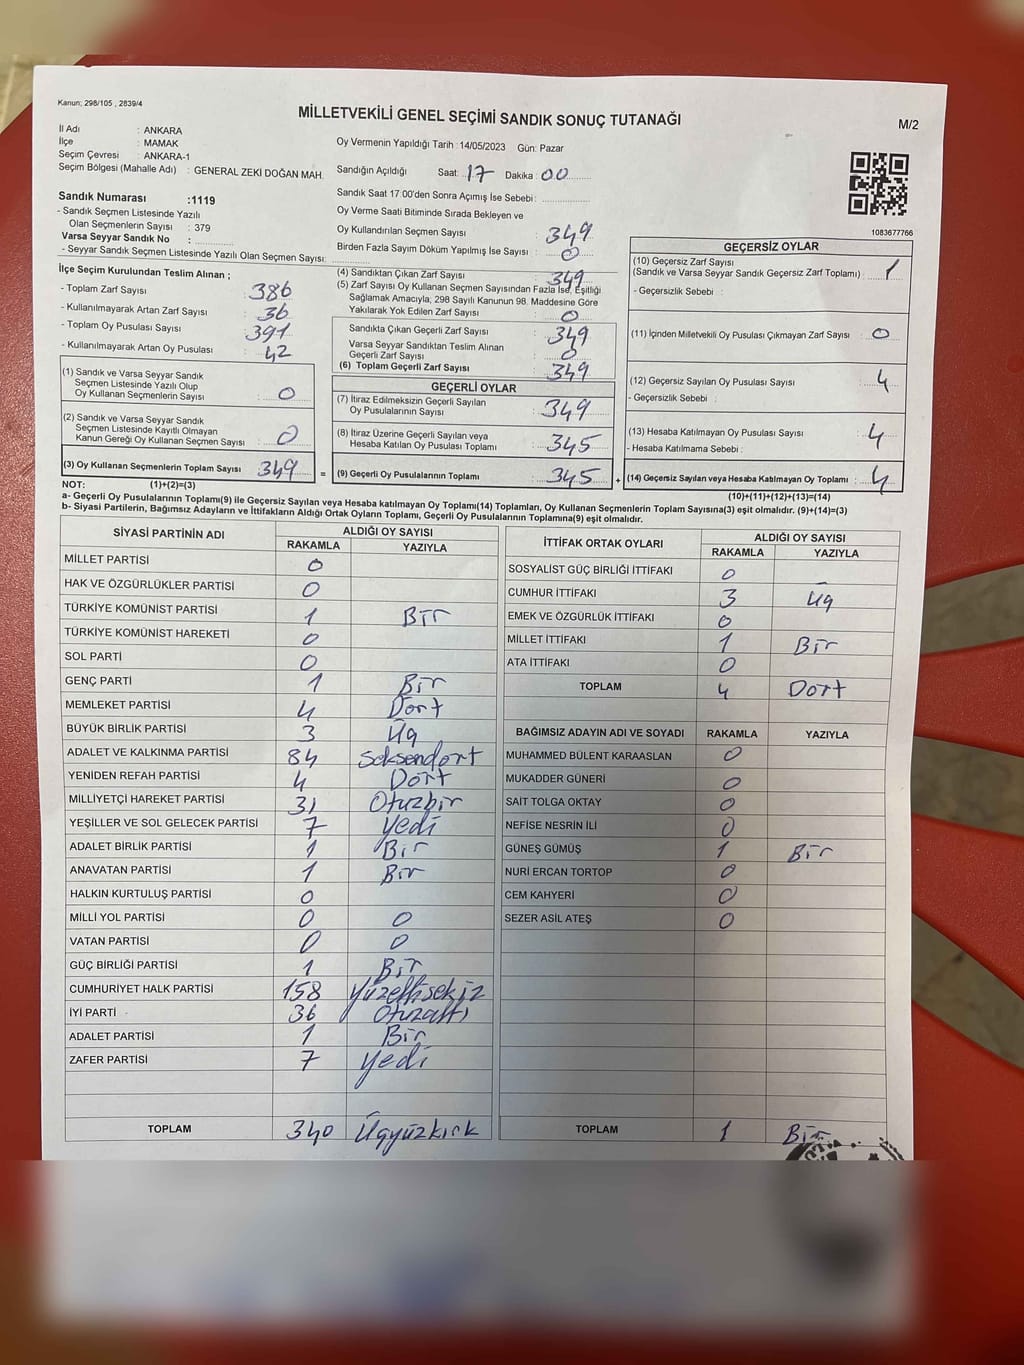 Kanun; 298/105 , 2839/4
MİLLETVEKİLİ GENEL SEÇİMİ SANDIK SONUÇ TUTANAĞI
M/2
İl Adı : ANKARA
İlçe : MAMAK
Seçim Çevresi : ANKARA-1
Seçim Bölgesi (Mahalle Adı) : GENERAL ZEKİ DOĞAN MAH.
Sandık Numarası :1119
- Sandık Seçmen Listesinde Yazılı
Olan Seçmenlerin Sayısı : 379
Varsa Seyyar Sandık No :
- Seyyar Sandık Seçmen Listesinde Yazılı Olan Seçmen Sayısı:
İlçe Seçim Kurulundan Teslim Alınan ;
- Toplam Zarf Sayısı : 386
- Kullanılmayarak Artan Zarf Sayısı : 36
- Toplam Oy Pusulası Sayısı : 391
- Kullanılmayarak Artan Oy Pusulası : 42
(1) Sandık ve Varsa Seyyar Sandık
Seçmen Listesinde Yazılı Olup
Oy Kullanan Seçmenlerin Sayısı : 0
(2) Sandık ve Varsa Seyyar Sandık
Seçmen Listesinde Kayıtlı Olmayan
Kanun Gereği Oy Kullanan Seçmen Sayısı : 0
(3) Oy Kullanan Seçmenlerin Toplam Sayısı 349
Oy Vermenin Yapıldığı Tarih :14/05/2023 Gün: Pazar
Sandığın Açıldığı Saat: 17 Dakika : 00
Sandık Saat 17:00'den Sonra Açımış İse Sebebi :
Oy Verme Saati Bitiminde Sırada Bekleyen ve
Oy Kullandırılan Seçmen Sayısı : 349
Birden Fazla Sayım Döküm Yapılmış İse Sayısı : 0
(4) Sandıktan Çıkan Zarf Sayısı : 349
(5) Zarf Sayısı Oy Kullanan Seçmen Sayısından Fazla İse, Eşitliği
Sağlamak Amacıyla, 298 Sayılı Kanunun 98. Maddesine Göre
Yakılarak Yok Edilen Zarf Sayısı : 0
Sandıkta Çıkan Geçerli Zarf Sayısı : 349
Varsa Seyyar Sandıktan Teslim Alınan
Geçerli Zarf Sayısı : 0
(6) Toplam Geçerli Zarf Sayısı : 349
GEÇERLİ OYLAR
(7) İtiraz Edilmeksizin Geçerli Sayılan
Oy Pusulalarının Sayısı : 349
(8) İtiraz Üzerine Geçerli Sayılan veya
Hesaba Katılan Oy Pusulası Toplamı : 345
= (9) Geçerli Oy Pusulalarının Toplamı : 345 +
1083677766
GEÇERSİZ OYLAR
(10) Geçersiz Zarf Sayısı
(Sandık ve Varsa Seyyar Sandık Geçersiz Zarf Toplamı) : 1
- Geçersizlik Sebebi :
(11) İçinden Milletvekili Oy Pusulası Çıkmayan Zarf Sayısı : 0
(12) Geçersiz Sayılan Oy Pusulası Sayısı : 4
- Geçersizlik Sebebi :
(13) Hesaba Katılmayan Oy Pusulası Sayısı : 4
- Hesaba Katılmama Sebebi :
(14) Geçersiz Sayılan veya Hesaba Katılmayan Oy Toplamı : 4
NOT: (1)+(2)=(3)
(10)+(11)+(12)+(13)=(14)
a- Geçerli Oy Pusulalarının Toplamı(9) ile Geçersiz Sayılan veya Hesaba katılmayan Oy Toplamı(14) Toplamları, Oy Kullanan Seçmenlerin Toplam Sayısına(3) eşit olmalıdır. (9)+(14)=(3)
b- Siyasi Partilerin, Bağımsız Adayların ve İttifakların Aldığı Ortak Oyların Toplamı, Geçerli Oy Pusulalarının Toplamına(9) eşit olmalıdır.
SİYASİ PARTİNİN ADI ALDIĞI OY SAYISI
RAKAMLA YAZIYLA
MİLLET PARTİSİ 0
HAK VE ÖZGÜRLÜKLER PARTİSİ 0
TÜRKİYE KOMÜNİST PARTİSİ 1 Bir
TÜRKİYE KOMÜNİST HAREKETİ 0
SOL PARTİ 0
GENÇ PARTİ 1 Bir
MEMLEKET PARTİSİ 4 Dört
BÜYÜK BİRLİK PARTİSİ 3 Üç
ADALET VE KALKINMA PARTİSİ 84 Seksendört
YENİDEN REFAH PARTİSİ 4 Dört
MİLLİYETÇİ HAREKET PARTİSİ 31 Otuzbir
YEŞİLLER VE SOL GELECEK PARTİSİ 7 Yedi
ADALET BİRLİK PARTİSİ 1 Bir
ANAVATAN PARTİSİ 1 Bir
HALKIN KURTULUŞ PARTİSİ 0
MİLLİ YOL PARTİSİ 0 0
VATAN PARTİSİ 0 0
GÜÇ BİRLİĞİ PARTİSİ 1 Bir
CUMHURİYET HALK PARTİSİ 158 Yüzellisekiz
İYİ PARTİ 36 Otuzaltı
ADALET PARTİSİ 1 Bir
ZAFER PARTİSİ 7 Yedi
TOPLAM 340 Üçyüzkırk
İTTİFAK ORTAK OYLARI ALDIĞI OY SAYISI
RAKAMLA YAZIYLA
SOSYALİST GÜÇ BİRLİĞİ İTTİFAKI 0
CUMHUR İTTİFAKI 3 Üç
EMEK VE ÖZGÜRLÜK İTTİFAKI 0
MİLLET İTTİFAKI 1 Bir
ATA İTTİFAKI 0
TOPLAM 4 Dört
BAĞIMSIZ ADAYIN ADI VE SOYADI RAKAMLA YAZIYLA
MUHAMMED BÜLENT KARAASLAN 0
MUKADDER GÜNERİ 0
SAİT TOLGA OKTAY 0
NEFİSE NESRİN İLİ 0
GÜNEŞ GÜMÜŞ 1 Bir
NURİ ERCAN TORTOP 0
CEM KAHYERİ 0
SEZER ASİL ATEŞ 0
TOPLAM 1 Bir